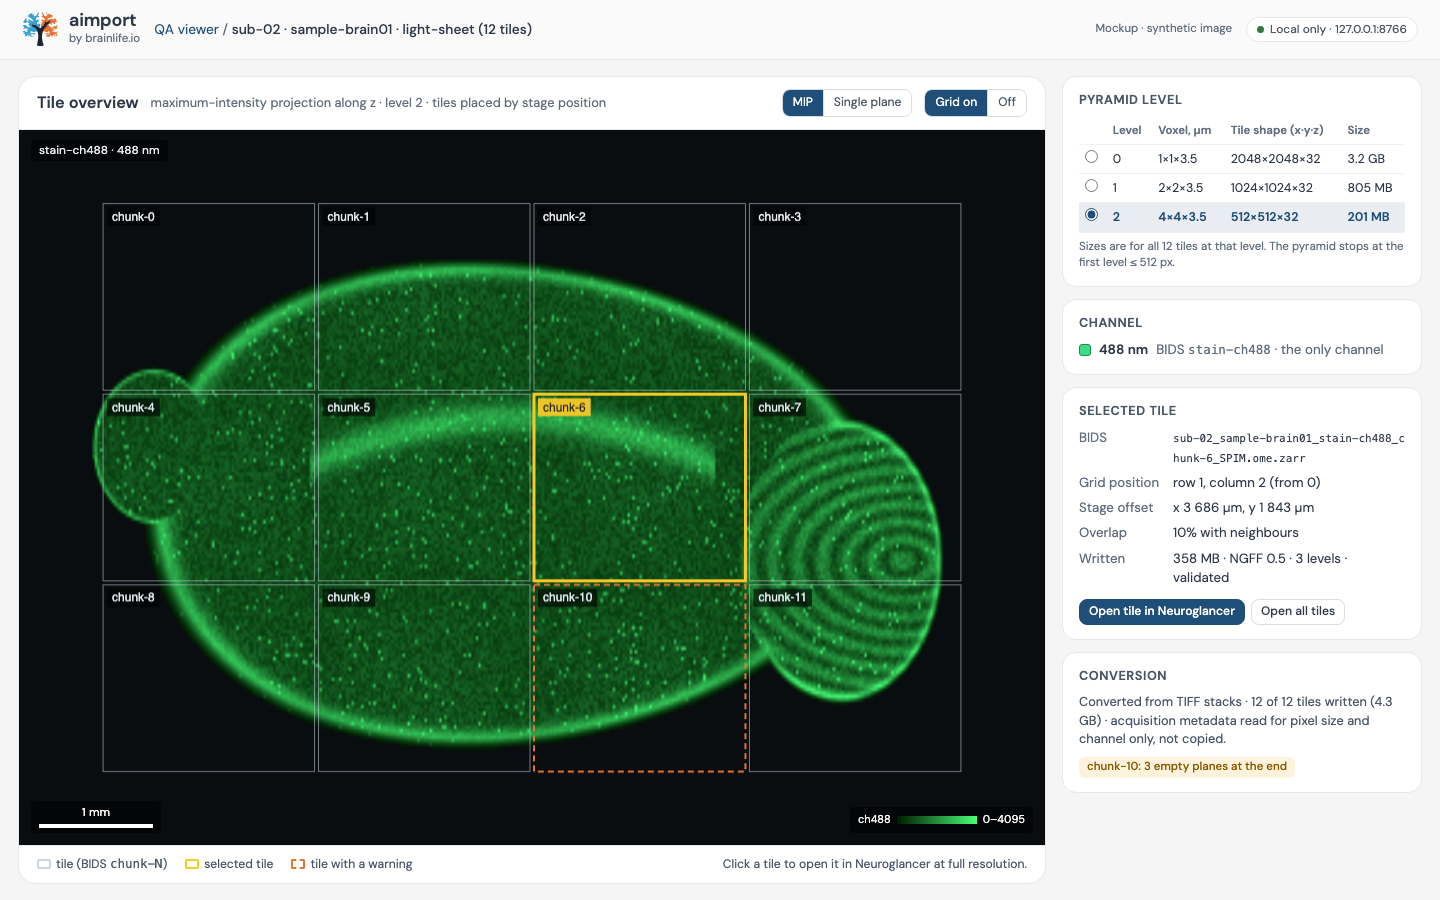 aimport
by brainlife.io
QA viewer / sub-02 · sample-brain01 · light-sheet (12 tiles)
Mockup · synthetic image
Local only · 127.0.0.1:8766
Tile overview
maximum-intensity projection along z · level 2 · tiles placed by stage position
MIP
Single plane
Grid on
Off
stain-ch488 · 488 nm
chunk-0
chunk-1
chunk-2
chunk-3
chunk-4
chunk-5
chunk-6
chunk-7
chunk-8
chunk-9
chunk-10
chunk-11
1 mm
ch488
0–4095
tile (BIDS chunk-N)
selected tile
tile with a warning
Click a tile to open it in Neuroglancer at full resolution.
PYRAMID LEVEL
Level Voxel, µm Tile shape (x·y·z) Size
0 1×1×3.5 2048×2048×32 3.2 GB
1 2×2×3.5 1024×1024×32 805 MB
2 4×4×3.5 512×512×32 201 MB
Sizes are for all 12 tiles at that level. The pyramid stops at the
first level ≤ 512 px.
CHANNEL
488 nm BIDS stain-ch488 · the only channel
SELECTED TILE
BIDS sub-02_sample-brain01_stain-ch488_c
hunk-6_SPIM.ome.zarr
Grid position row 1, column 2 (from 0)
Stage offset x 3 686 µm, y 1 843 µm
Overlap 10% with neighbours
Written 358 MB · NGFF 0.5 · 3 levels ·
validated
Open tile in Neuroglancer
Open all tiles
CONVERSION
Converted from TIFF stacks · 12 of 12 tiles written (4.3
GB) · acquisition metadata read for pixel size and
channel only, not copied.
chunk-10: 3 empty planes at the end